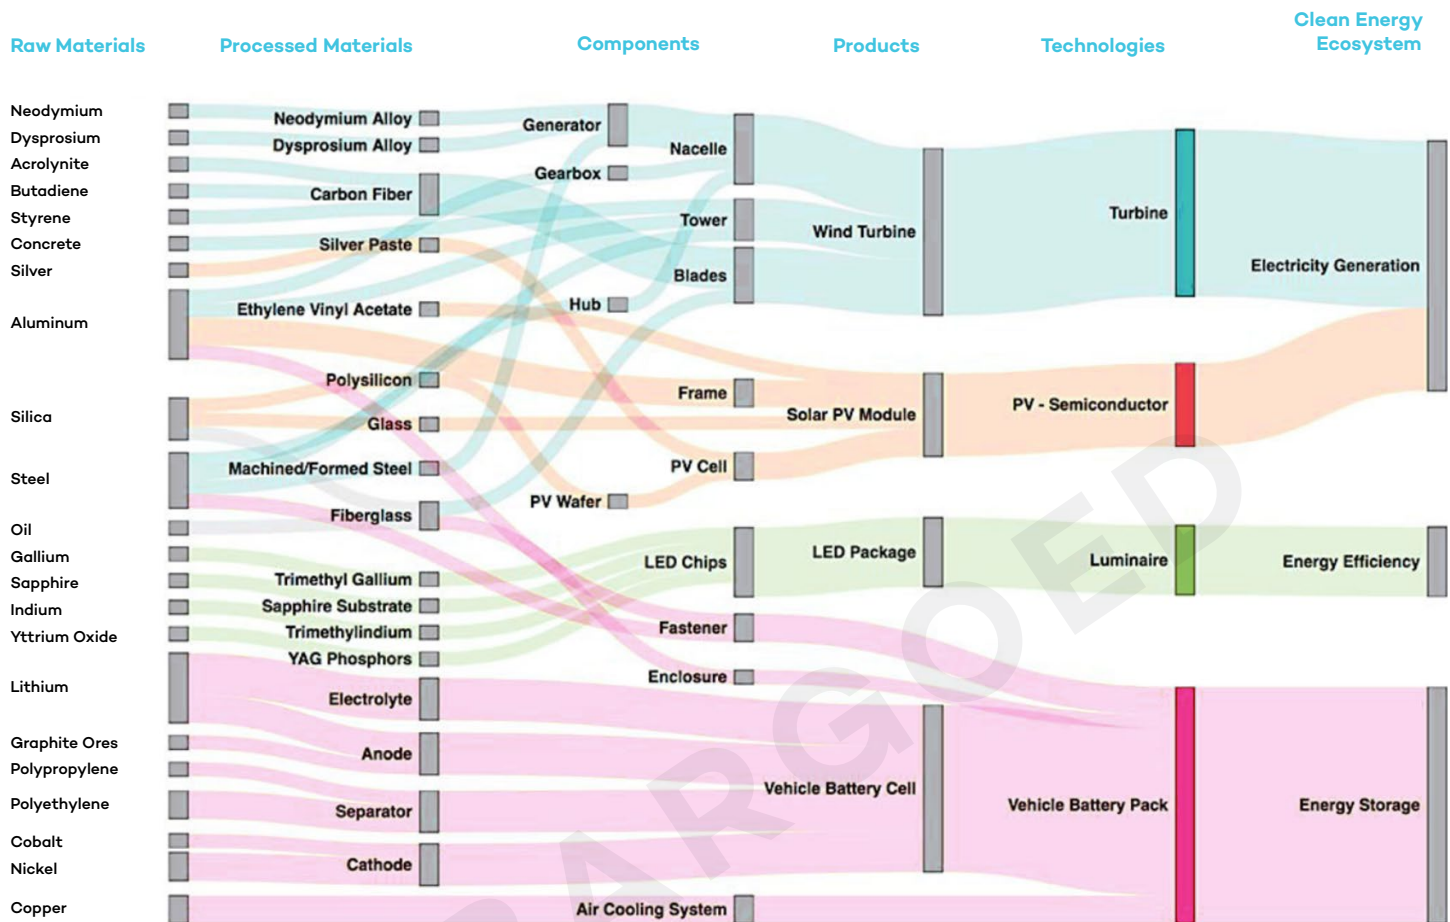 Raw Materials
Processed Materials
Components
Products
Technologies
Clean Energy
Ecosystem
Neodymium
Dysprosium
Acrolynite
Butadiene
Styrene
Concrete
Silver
Aluminum
Silica
Steel
Oil
Gallium
Sapphire
Indium
Yttrium Oxide
Lithium
Graphite Ores
Polypropylene
Polyethylene
Cobalt
Nickel
Copper
Neodymium Alloy
Dysprosium Alloy
Carbon Fiber
Silver Paste
Ethylene Vinyl Acetate
Polysilicon
Glass
Machined/Formed Steel
Fiberglass
Trimethyl Gallium
Sapphire Substrate
Trimethylindium
YAG Phosphors
Electrolyte
Anode
Separator
Cathode
Generator
Gearbox
Hub
PV Wafer
Nacelle
Tower
Blades
Frame
PV Cell
LED Chips
Fastener
Enclosure
Air Cooling System
Wind Turbine
Solar PV Module
LED Package
Vehicle Battery Cell
Turbine
PV - Semiconductor
Luminaire
Vehicle Battery Pack
Electricity Generation
Energy Efficiency
Energy Storage
ARGOED